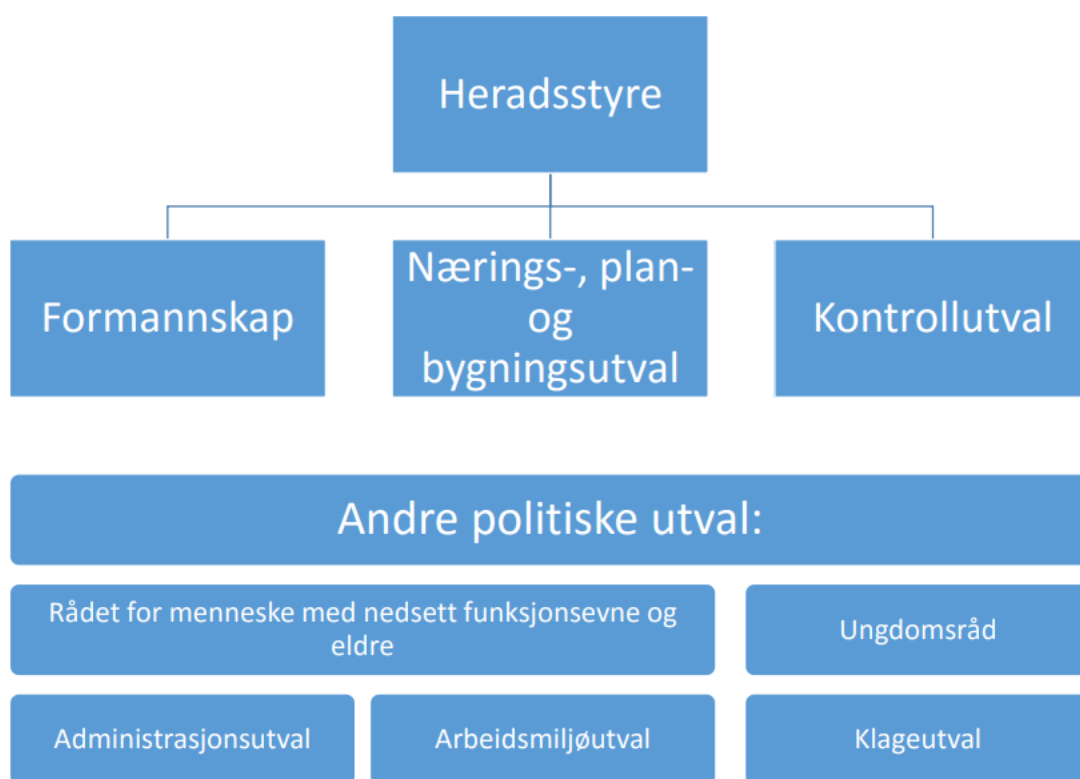 Heradsstyre
Formannskap
Nærings-, plan-
og
bygningsutval
Kontrollutval
Andre politiske utval:
Rådet for menneske med nedsett funksjonsevne og
eldre
Ungdomsråd
Administrasjonsutval
Arbeidsmiljøutval
Klageutval